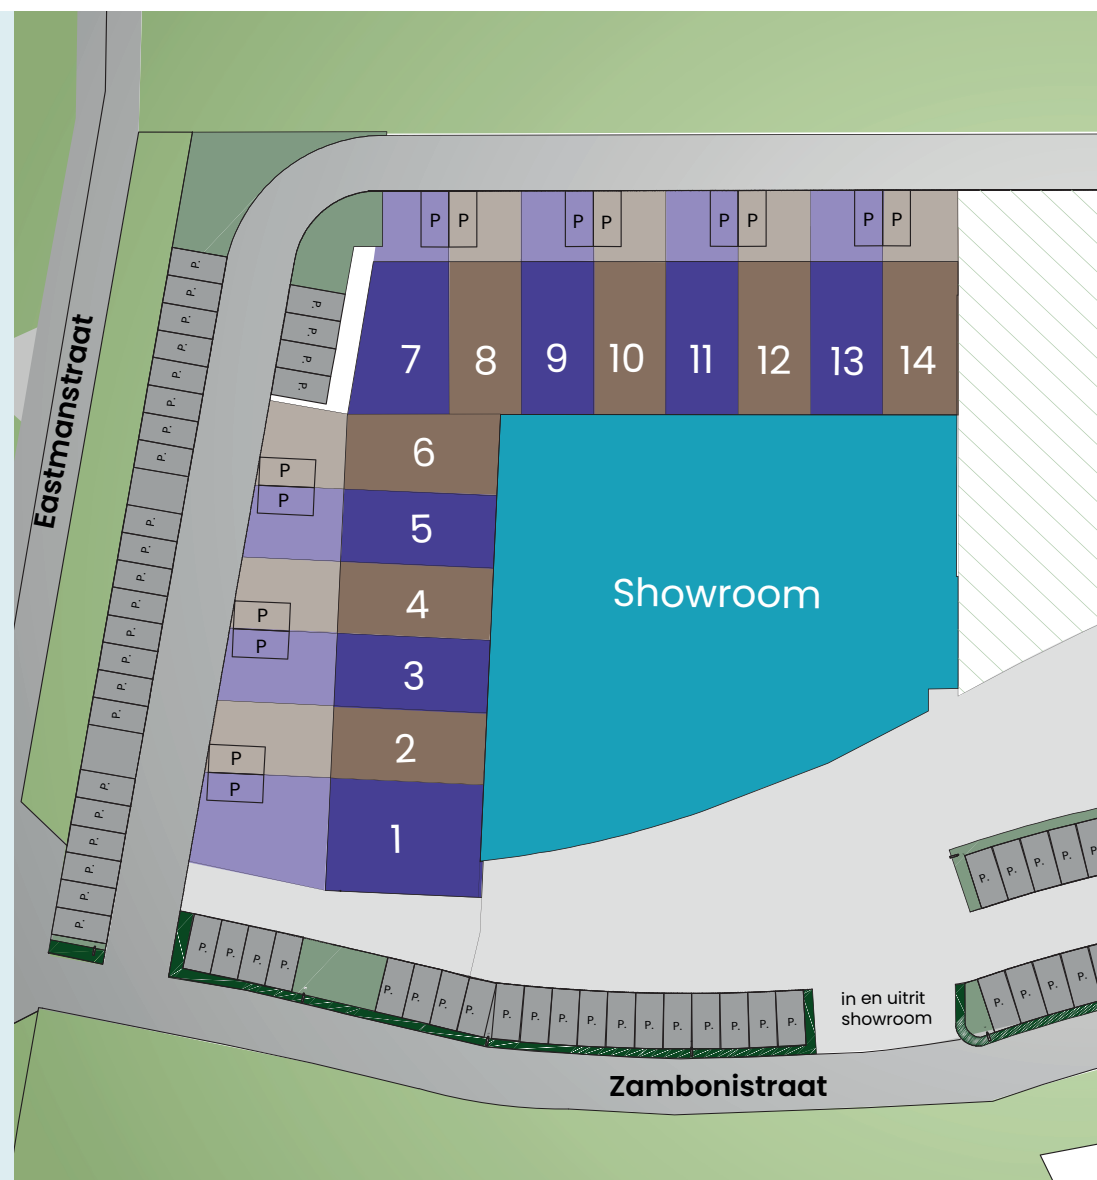 P P P P P P P P
P.
P.
P.
P.
P.
P.
P.
P.
P.
P.
P.
P.
7 8 9 10 11 12 13 14
Eastmanstraat
6
P
P
5
P.
P.
P.
P.
P.
P.
P.
P.
4
P
P
3
Showroom
2
P
P
1
P.
P.
P.
P.
P.
P.
P. P. P. P. P.
P. P. P. P.
P. P. P. P.
P. P. P. P. P. P. P. P. P. P. P.
P. P. P. P.
in en uitrit
showroom
Zambonistraat